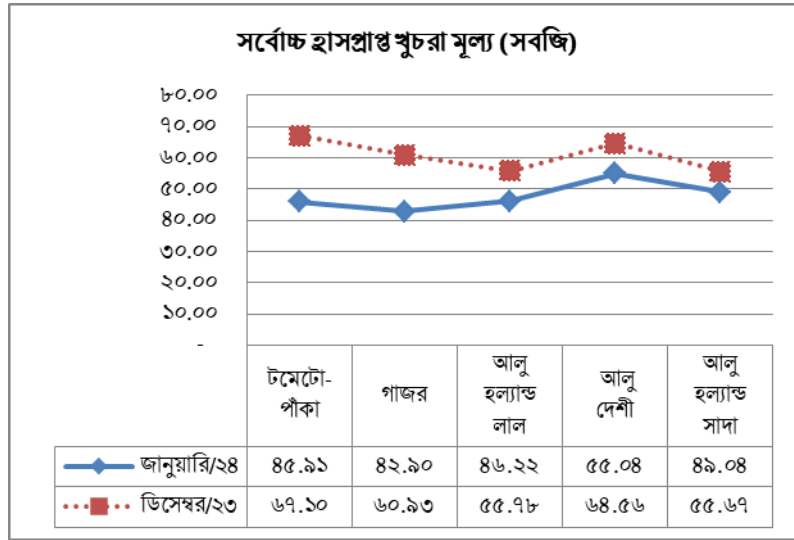 সর্বোচ্চ হ্রাসপ্রাপ্ত খুচরা মূল্য (সবজি)
৮০.০০
৭০.০০
৬০.০০
৫০.০০
৪০.০০
৩০.০০
২০.০০
১০.০০
-
টমেটো-পাঁকা গাজর আলু হল্যান্ড লাল আলু দেশী আলু হল্যান্ড সাদা
জানুয়ারি/২৪ ৪৫.৯১ ৪২.৯০ ৪৬.২২ ৫৫.০৪ ৪৯.০৪
ডিসেম্বর/২৩ ৬৭.১০ ৬০.৯৩ ৫৫.৭৮ ৬৪.৫৬ ৫৫.৬৭